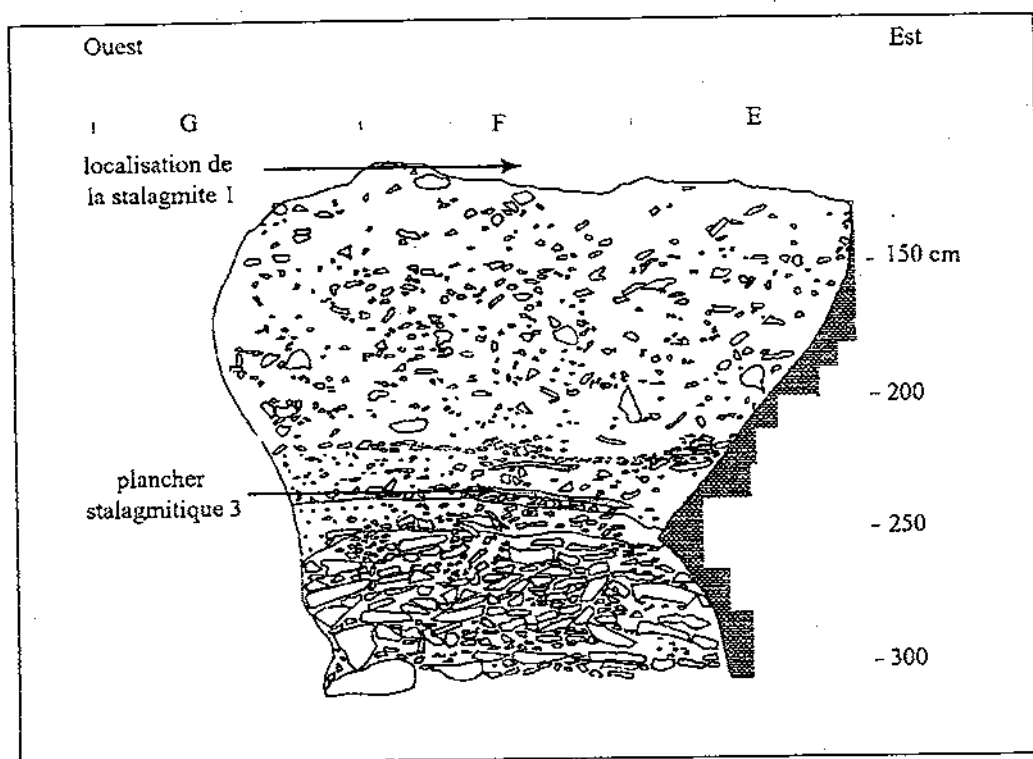 Ouest
Est
G
F
E
localisation de
la stalagmite 1
- 150 cm
- 200
plancher
stalagmitique 3
- 250
- 300